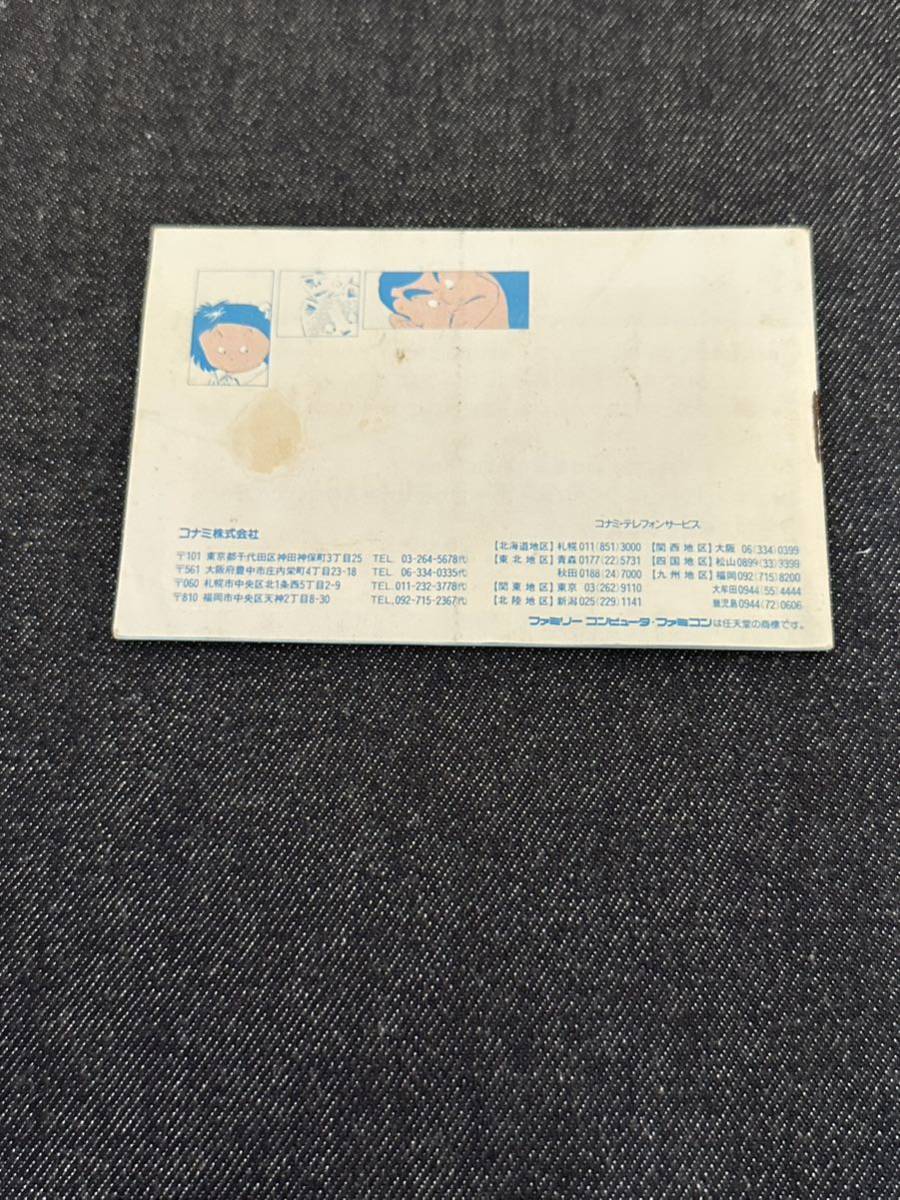 コナミ株式会社
〒101 東京都千代田区神田神保町3丁目25 TEL. 03-264-5678代
〒561 大阪府豊中市庄内栄町4丁目23-18 TEL. 06-334-0335代
〒060 札幌市中央区北1条西5丁目2-9 TEL.011-232-3778代
〒810 福岡市中央区天神2丁目8-30 TEL.092-715-2367代
コナミ・テレフォンサービス
【北海道地区】札幌 011(851)3000
【東北地区】青森 0177(22)5731
秋田 0188(24)7000
【関東地区】東京 03(262)9110
【北陸地区】新潟 025(229)1141
【関西地区】大阪 06(334)0399
【四国地区】松山 0899(33)3399
【九州地区】福岡 092(715)8200
大牟田 0944(55)4444
鹿児島 0944(72)0606
ファミリーコンピュータ・ファミコンは任天堂の商標です。